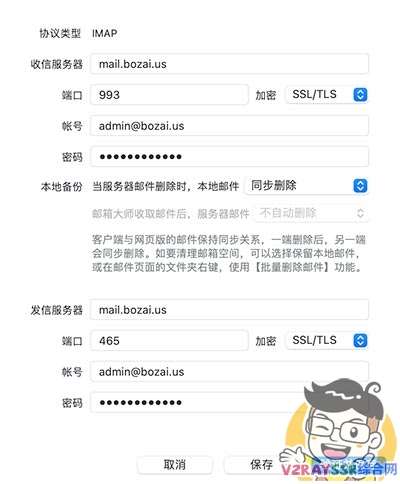 协议类型 IMAP
收信服务器 mail.bozai.us
端口 993 加密 SSL/TLS
帐号 admin@bozai.us
密码 ●●●●●●●●●●●●
本地备份 当服务器邮件删除时，本地邮件 同步删除
邮箱大师收取邮件后，服务器邮件 不自动删除
客户端与网页版的邮件保持同步关系，一端删除后，另一端
会同步删除。如要清理邮箱空间，可以选择保留本地邮件，
或在邮件页面的文件夹右键，使用【批量删除邮件】功能。
发信服务器 mail.bozai.us
端口 465 加密 SSL/TLS
帐号 admin@bozai.us
密码 ●●●●●●●●●●●●
取消 保存
V2RAYSSR综合网